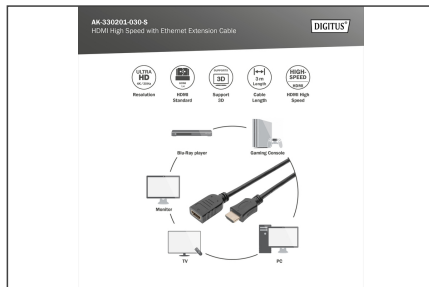 AK-330201-030-S
HDMI High Speed with Ethernet Extension Cable
DIGITUS®
ULTRA
HD
SUPPORTED
3D
3 m
Length
HIGH-
SPEED
HDMI
Resolution
HDMI
Standard
Support
3D
Cable
Length
HDMI High
Speed
Blu-Ray player
Gaming Console
Monitor
TV
PC